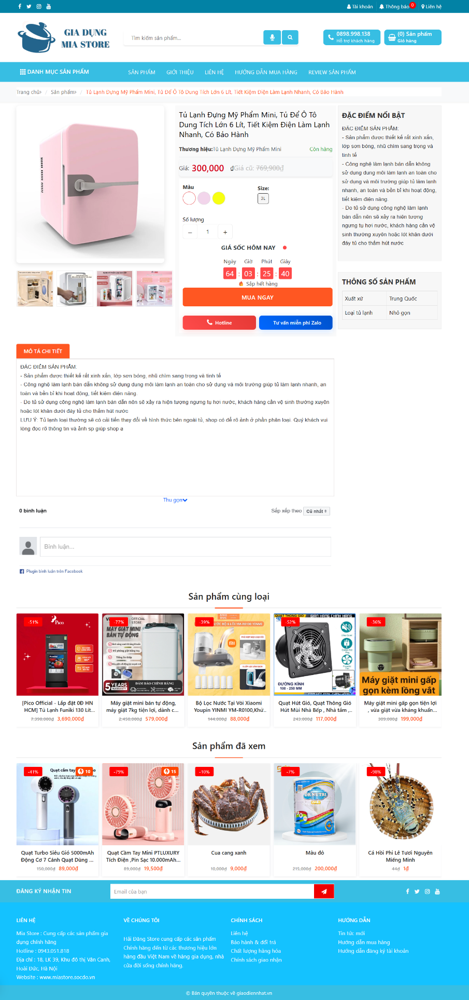 Tài khoản
Thông báo 0
Liên hệ
GIA DỤNG
MIA STORE
Tìm kiếm sản phẩm...
0898.998.138
Hỗ trợ khách hàng
(0) Sản phẩm
Giỏ hàng
DANH MỤC SẢN PHẨM
SẢN PHẨM
GIỚI THIỆU
LIÊN HỆ
HƯỚNG DẪN MUA HÀNG
REVIEW SẢN PHẨM
Trang chủ> / Sản phẩm> / Tủ Lạnh Đựng Mỹ Phẩm Mini, Tủ Để Ô Tô Dung Tích Lớn 6 Lít, Tiết Kiệm Điện Làm Lạnh Nhanh, Có Bảo Hành
Tủ Lạnh Đựng Mỹ Phẩm Mini, Tủ Để Ô Tô
Dung Tích Lớn 6 Lít, Tiết Kiệm Điện Làm Lạnh
Nhanh, Có Bảo Hành
Thương hiệu:Tủ Lạnh Đựng Mỹ Phẩm Mini
Còn hàng
Giá: 300,000 ₫Giá cũ: 769,900₫
Màu
Size:
3L
Số lượng
– 1 +
GIÁ SỐC HÔM NAY
Ngày Giờ Phút Giây
64 : 03 : 25 : 40
Sắp hết hàng
MUA NGAY
Hotline
Tư vấn miễn phí Zalo
ĐẶC ĐIỂM NỔI BẬT
ĐẶC ĐIỂM SẢN PHẨM:
- Sản phẩm được thiết kế rất xinh xắn,
lớp sơn bóng, nhũ chìm sang trọng và
tinh tế
- Công nghệ làm lạnh bán dẫn không
sử dụng dung môi làm lạnh an toàn cho
sử dụng và môi trường giúp tủ làm lạnh
nhanh, an toàn và bền bỉ khi hoạt động,
tiết kiệm điện năng.
- Do tủ sử dụng công nghệ làm lạnh
bán dẫn nên sẽ xảy ra hiện tượng
ngưng tụ hơi nước, khách hàng cần vệ
sinh thường xuyên hoặc lót khăn dưới
đáy tủ cho thấm hút nước
THÔNG SỐ SẢN PHẨM
Xuất xứ Trung Quốc
Loại tủ lạnh Nhỏ gọn
MÔ TẢ CHI TIẾT
ĐẶC ĐIỂM SẢN PHẨM:
- Sản phẩm được thiết kế rất xinh xắn, lớp sơn bóng, nhũ chìm sang trọng và tinh tế
- Công nghệ làm lạnh bán dẫn không sử dụng dung môi làm lạnh an toàn cho sử dụng và môi trường giúp tủ làm lạnh nhanh, an
toàn và bền bỉ khi hoạt động, tiết kiệm điện năng.
- Do tủ sử dụng công nghệ làm lạnh bán dẫn nên sẽ xảy ra hiện tượng ngưng tụ hơi nước, khách hàng cần vệ sinh thường xuyên
hoặc lót khăn dưới đáy tủ cho thấm hút nước
LƯU Ý: Tủ lạnh loại thường sẽ có cải tiến thay đổi về hình thức bên ngoài tủ, shop có để rõ ảnh ở phần phân loại. Quý khách vui
lòng đọc rõ thông tin và ảnh sp giúp shop ạ
Thu gọn
0 bình luận
Sắp xếp theo Cũ nhất
Bình luận...
Plugin bình luận trên Facebook
Sản phẩm cùng loại
-51%
Pico
Funiki
-77%
OFFICIAL
STORE
MÁY GIẶT MINI
BÁN TỰ ĐỘNG
5 YEARS
WARRANTY
ĐẢM BẢO CHÍNH HÃNG
-39%
-52%
QUẠT THÔNG GIÓ
ĐƯỜNG KÍNH
100 - 250 MM
-36%
Máy giặt mini gấp
gọn kèm lồng vắt
[Pico Official - Lắp đặt 0Đ HN
HCM] Tủ Lạnh Funiki 130 Lít...
7.390,000₫ 3,690,000₫
Máy giặt mini bán tự động,
máy giặt 7kg tiện lợi, dành c...
2.450,000₫ 579,000₫
Bộ Lọc Nước Tại Vòi Xiaomi
Youpin YINMI YM-R0100,Khử...
144,000₫ 88,000₫
Quạt Hút Gió, Quạt Thông Gió
Hút Mùi Nhà Bếp , Nhà tắm ,...
243,000₫ 117,000₫
Máy giặt mini gấp gọn tiện lợi
, vừa giặt vừa kháng khuẩn...
309,000₫ 199,000₫
Sản phẩm đã xem
-41%
Quạt cầm tay
10
-79%
15
-10%
-7%
DR NUTRI
-98%
Quạt Turbo Siêu Gió 5000mAh
Động Cơ 7 Cánh Quạt Dùng ...
150,000₫ 89,000₫
Quạt Cầm Tay Mini PTLUXURY
Tích Điện ,Pin Sạc 10.000mAh...
89,000₫ 19,500₫
Cua cang xanh
10,000₫ 9,000₫
Màu đỏ
215,000₫ 200,000₫
Cá Hồi Phi Lê Tươi Nguyên
Miếng Minh
44₫ 1₫
ĐĂNG KÝ NHẬN TIN
Email của bạn
LIÊN HỆ
Mia Store : Cung cấp các sản phẩm gia
dụng chính hãng
Hotline : 0943.051.818
Địa chỉ : 18, LK 39, Khu đô thị Vân Canh,
Hoài Đức, Hà Nội
Website : www.miastore.socdo.vn
VỀ CHÚNG TÔI
Hải Đăng Store cung cấp các sản phẩm
Chính hãng đến từ các thương hiệu lớn
hàng đầu Việt Nam về hàng gia dụng, nhà
cửa đời sống chính hãng.
CHÍNH SÁCH
Liên hệ
Bảo hành & đổi trả
Chất lượng hàng hóa
Chính sách giao nhận
HƯỚNG DẪN
Tin tức mới
Hướng dẫn mua hàng
Hướng dẫn đăng ký tài khoản
© Bản quyền thuộc về giaodiennhat.vn